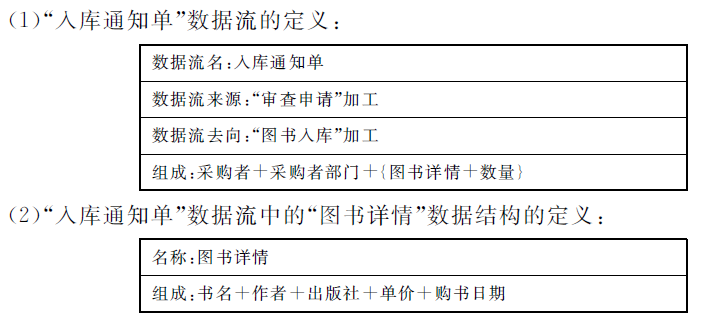 (1)“入库通知单”数据流的定义:
数据流名:入库通知单
数据流来源:“审查申请”加工
数据流去向:“图书入库”加工
组成:采购者+采购者部门+{图书详情+数量}
(2)“入库通知单”数据流中的“图书详情”数据结构的定义:
名称:图书详情
组成:书名+作者+出版社+单价+购书日期